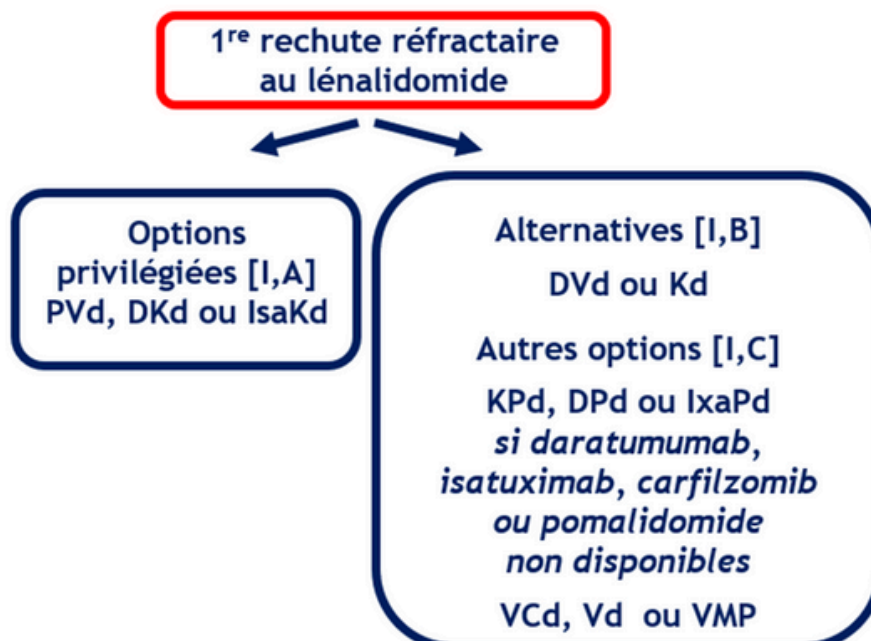 1re rechute réfractaire
au lénalidomide
Options
privilégiées [I,A]
PVd, DKd ou IsaKd
Alternatives [I,B]
DVd ou Kd
Autres options [I,C]
KPd, DPd ou IxaPd
si daratumumab,
isatuximab, carfilzomib
ou pomalidomide
non disponibles
VCd, Vd ou VMP